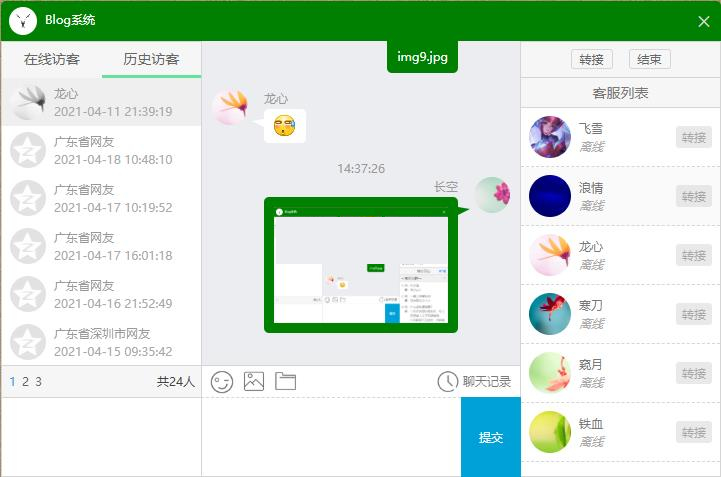 Blog系统
在线访客
历史访客
龙心
2021-04-11 21:39:19
广东省网友
2021-04-18 10:48:10
广东省网友
2021-04-17 10:19:52
广东省网友
2021-04-17 16:01:18
广东省网友
2021-04-16 21:52:49
广东省深圳市网友
2021-04-15 09:35:42
1 2 3
共24人
img9.jpg
龙心
14:37:26
长空
Blog系统
聊天记录
提交
转接
结束
客服列表
飞雪
离线
转接
浪情
离线
转接
龙心
离线
转接
寒刀
离线
转接
窥月
离线
转接
铁血
离线
转接